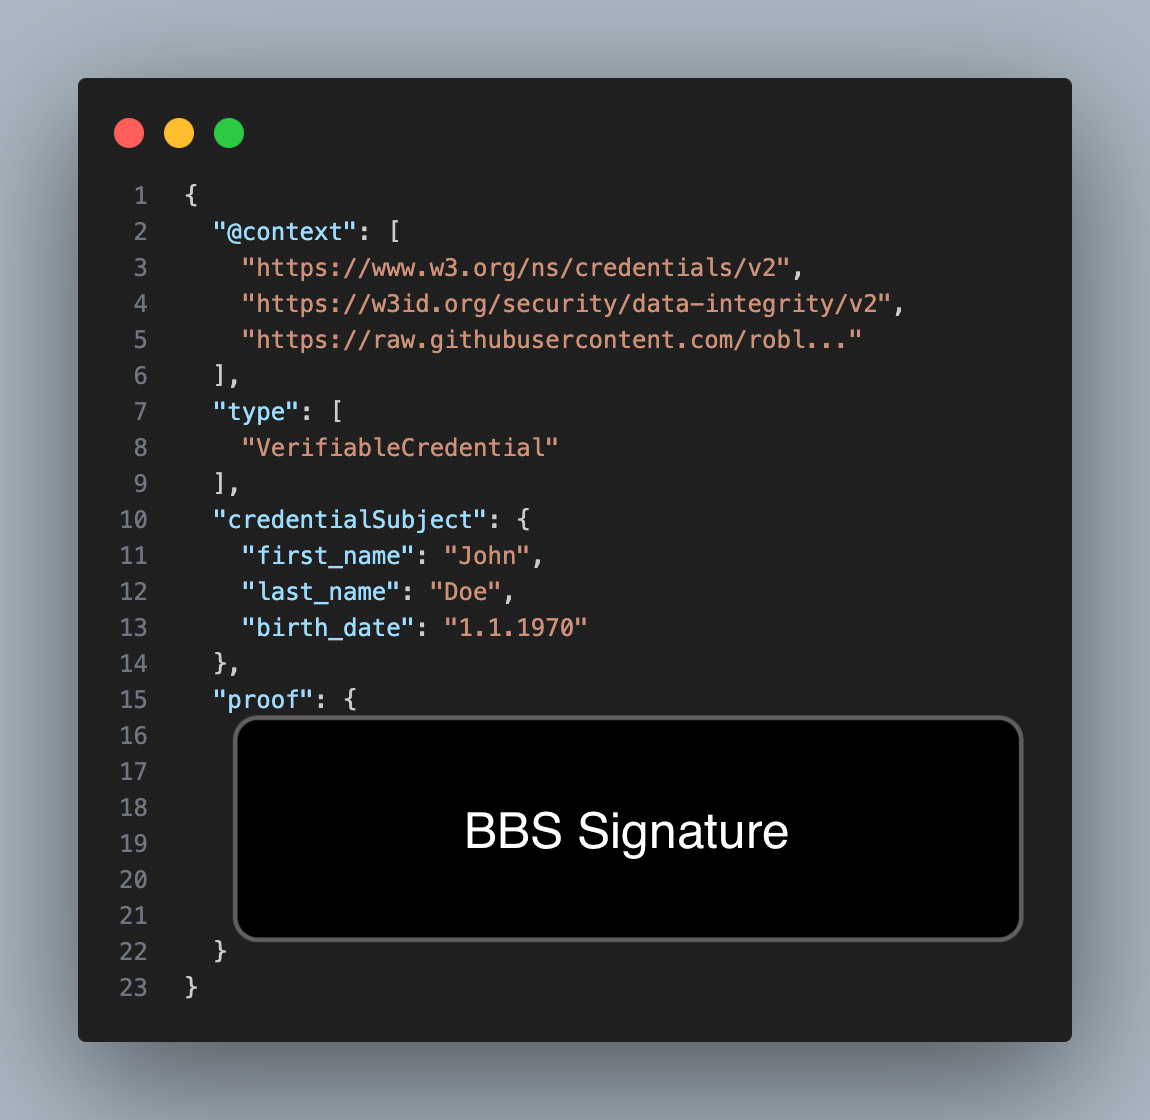 1 {
2 "@context": [
3 "https://www.w3.org/ns/credentials/v2",
4 "https://w3id.org/security/data-integrity/v2",
5 "https://raw.githubusercontent.com/robl..."
6 ],
7 "type": [
8 "VerifiableCredential"
9 ],
10 "credentialSubject": {
11 "first_name": "John",
12 "last_name": "Doe",
13 "birth_date": "1.1.1970"
14 },
15 "proof": {
16
17
18
BBS Signature
19
20
21
22 }
23 }